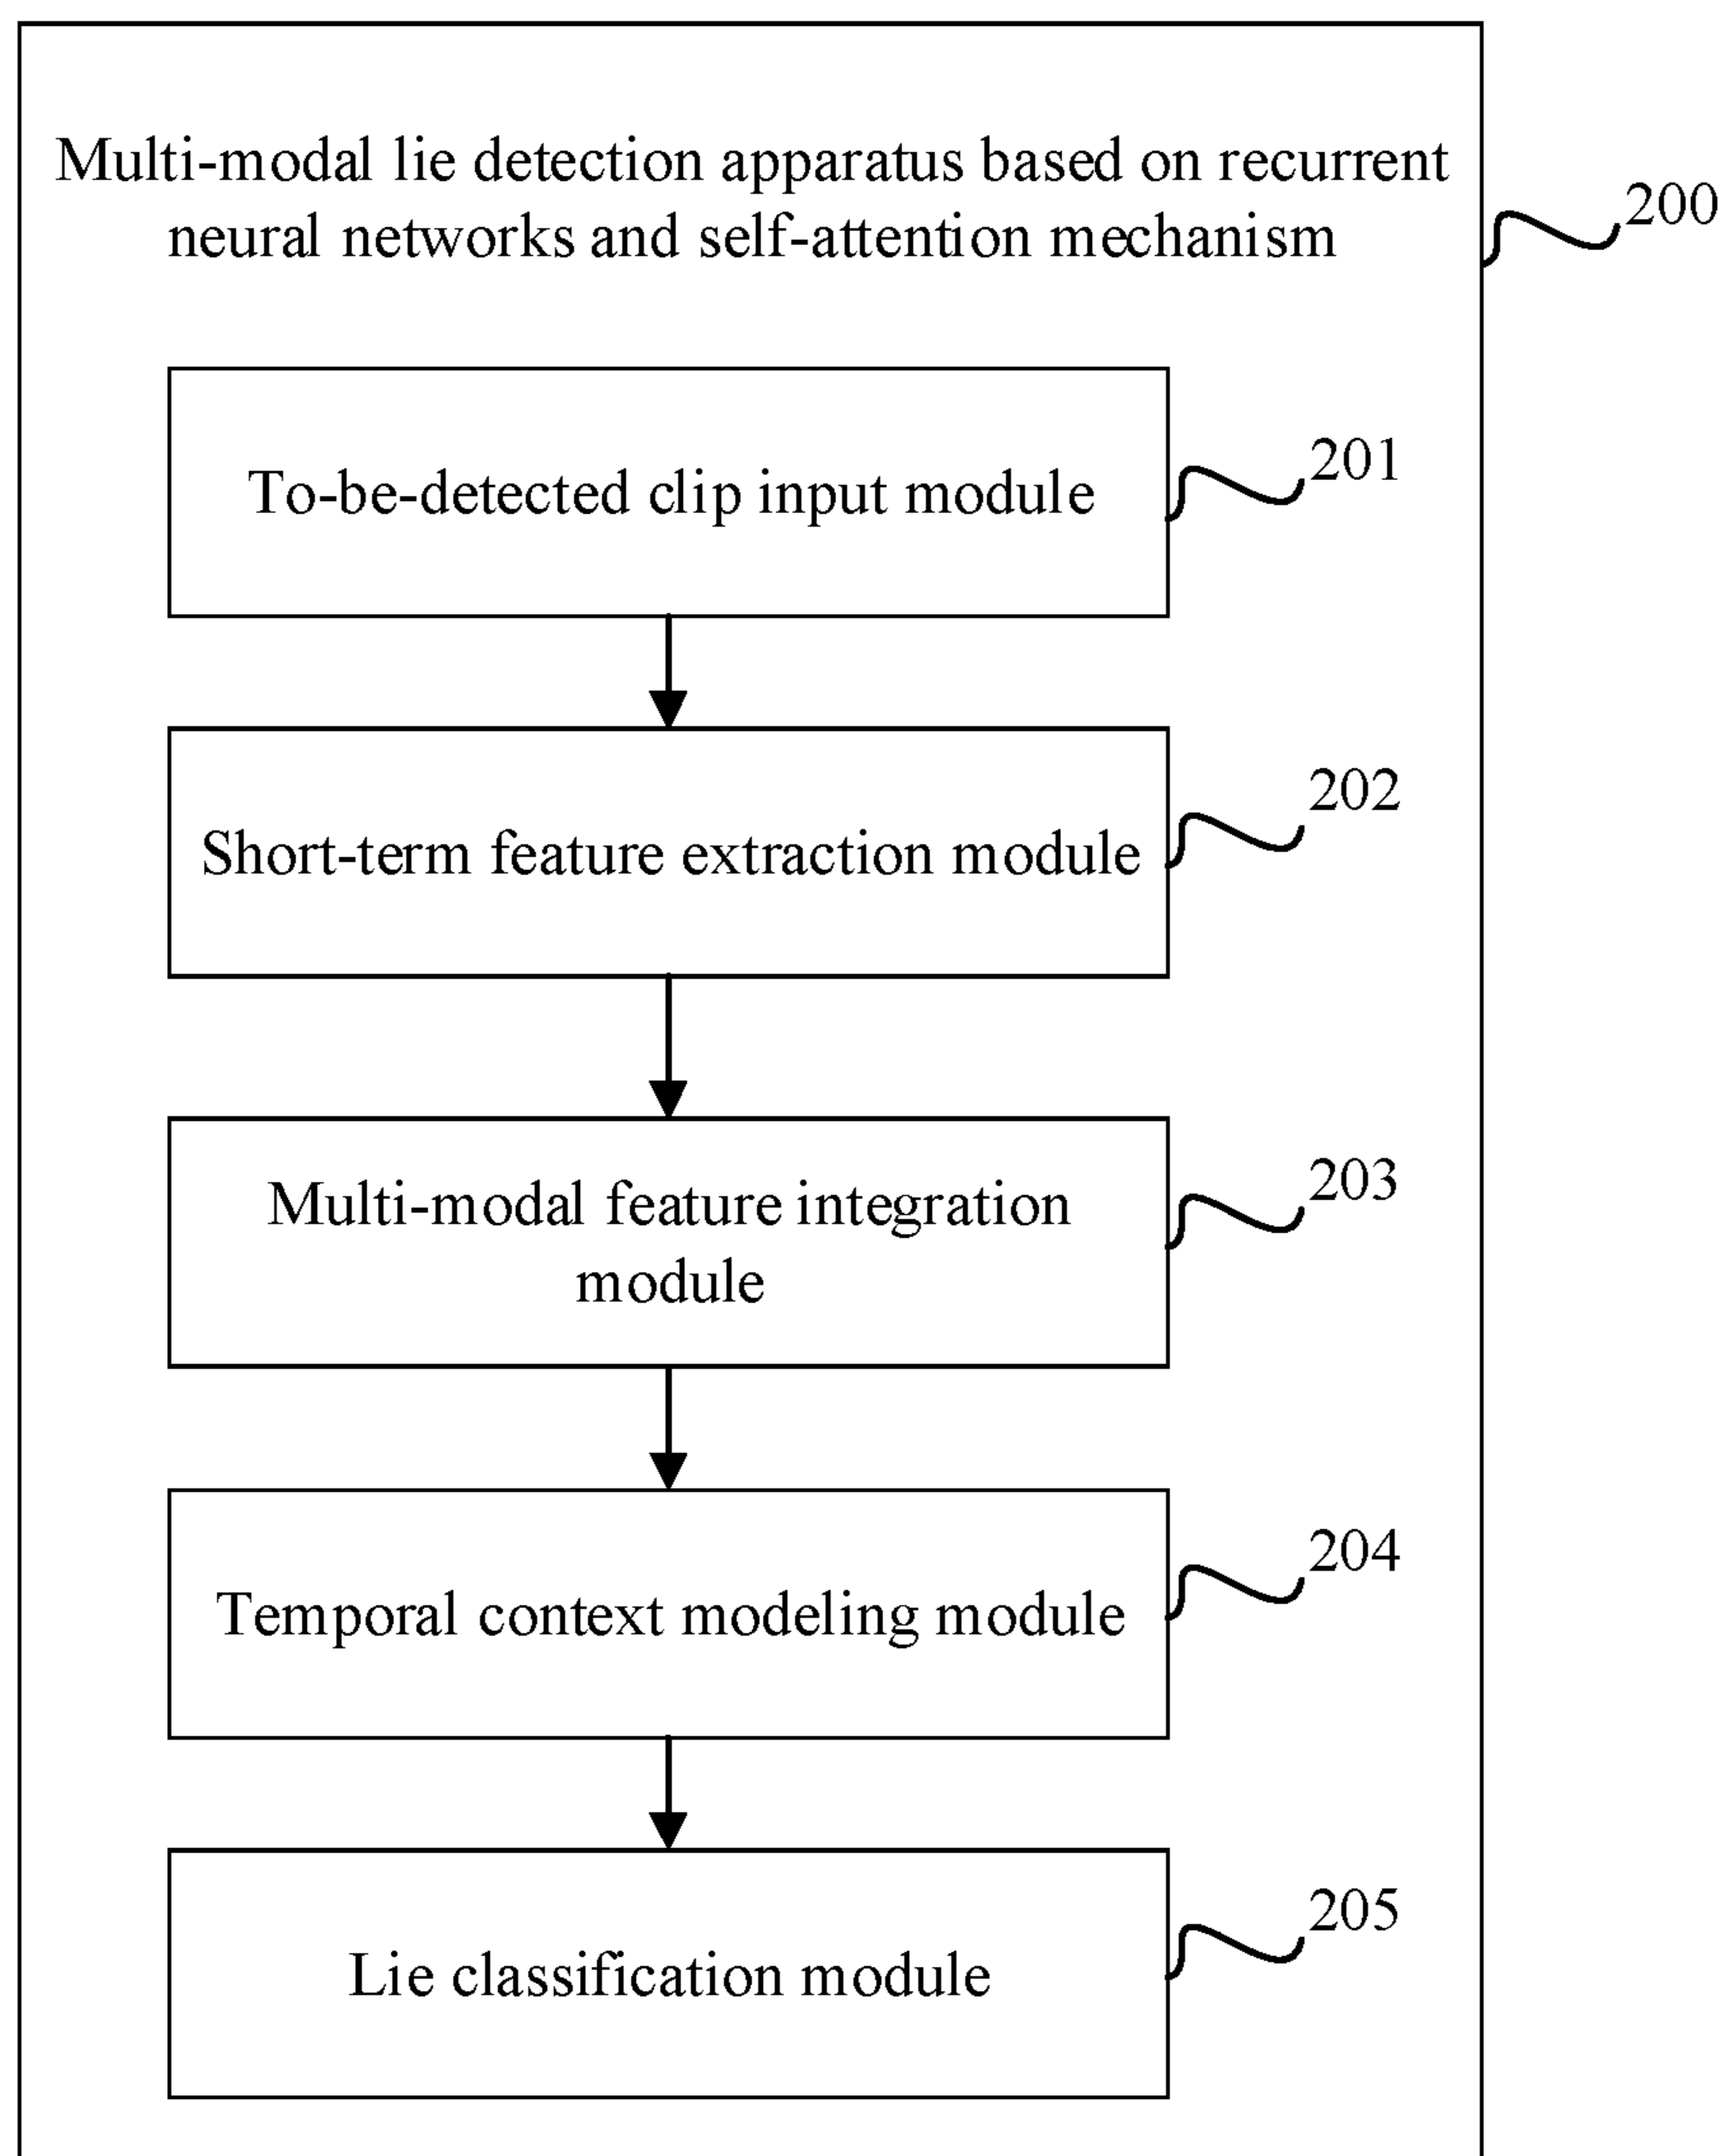 Multi-modal lie detection apparatus based on recurrent
neural networks and self-attention mechanism
200
To-be-detected clip input module
201
Short-term feature extraction module
202
Multi-modal feature integration
module
203
Temporal context modeling module
204
Lie classification module
205